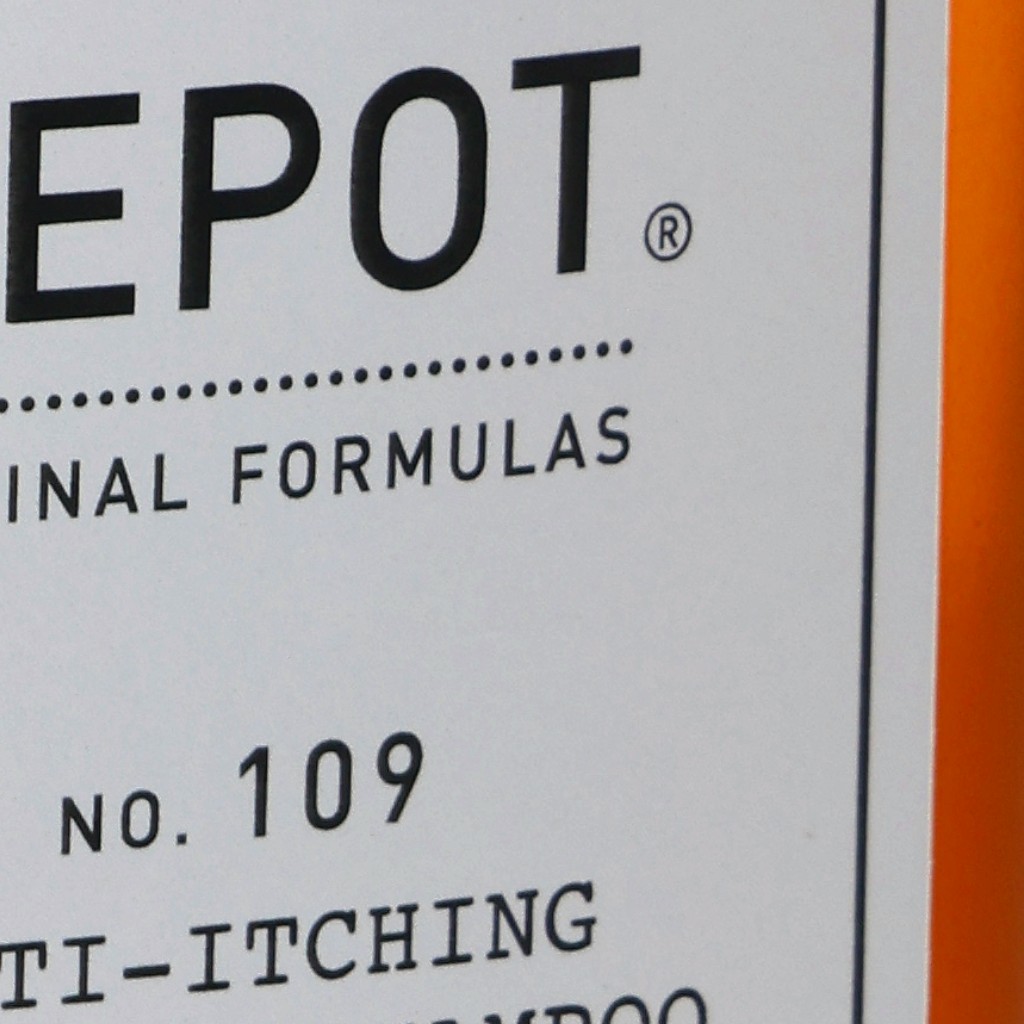 EPOT®
INAL FORMULAS
NO. 109
TI-ITCHING